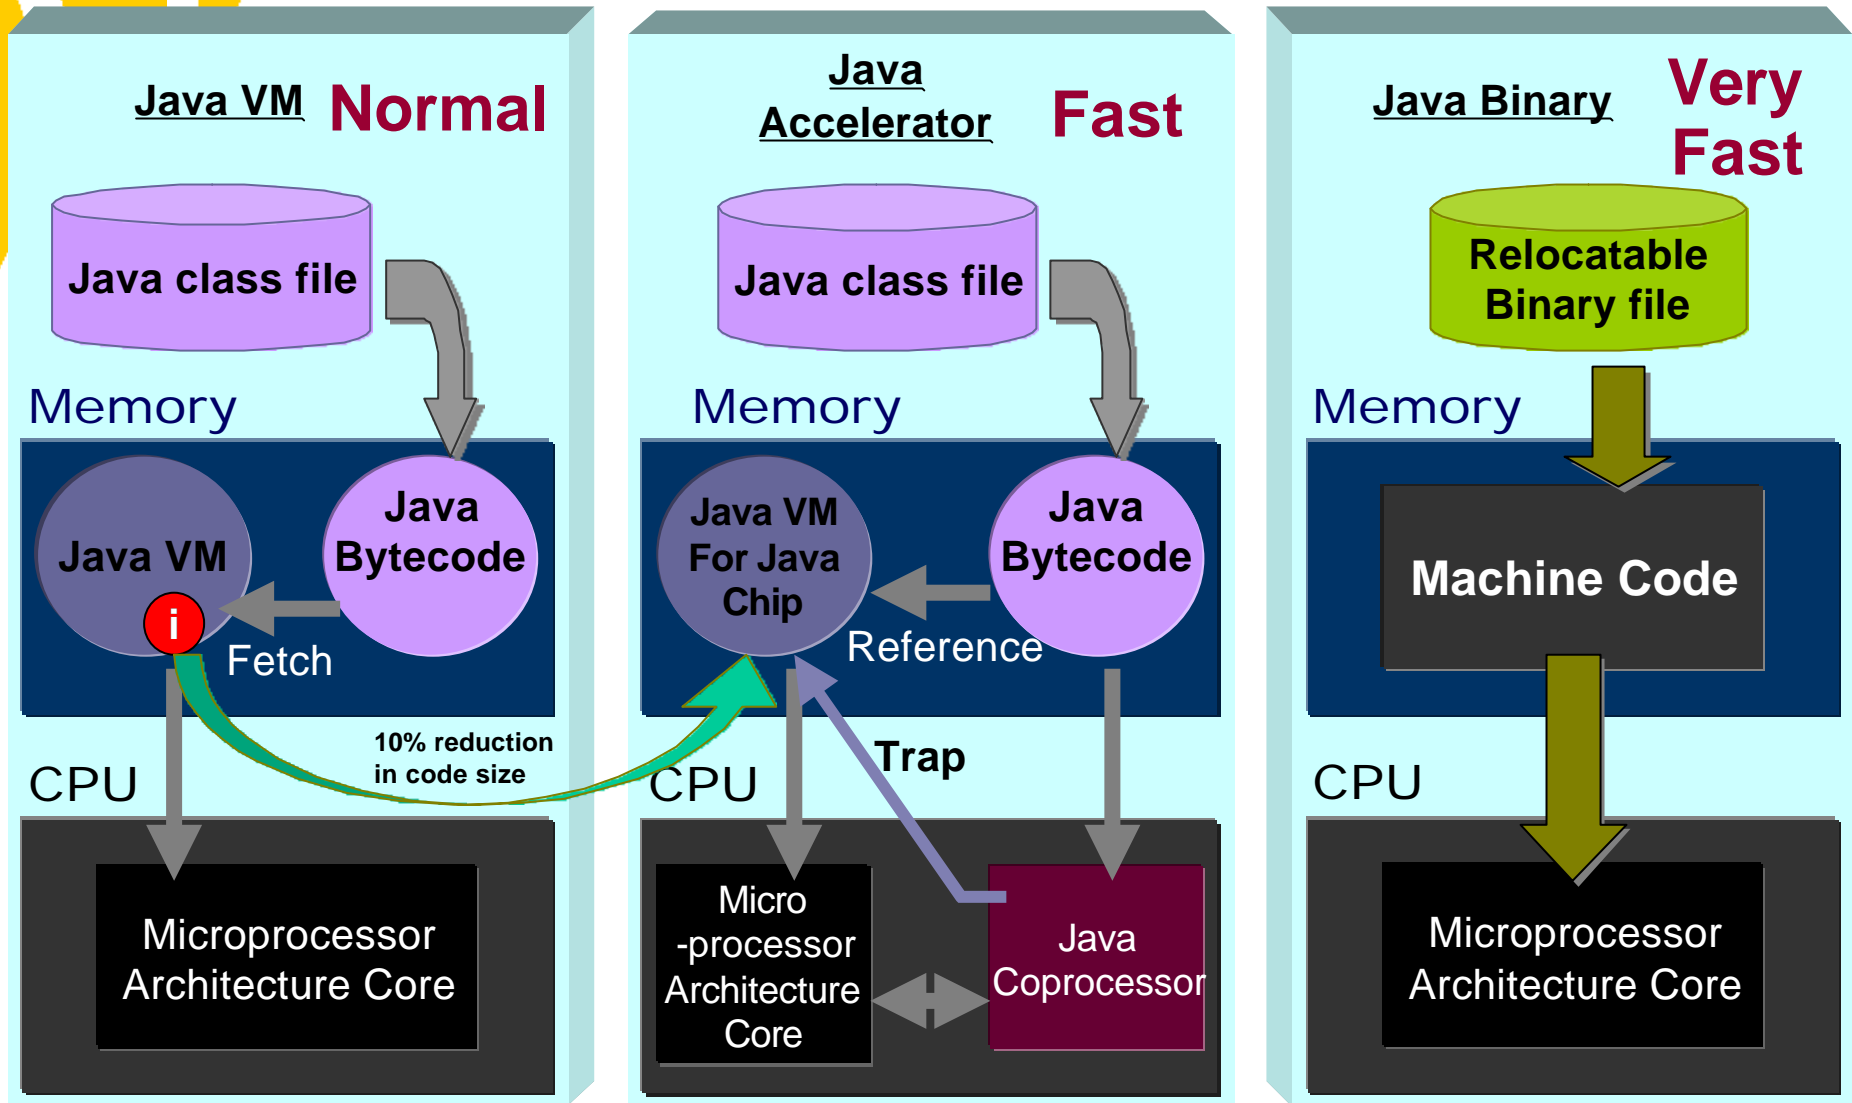 Java VM
Normal
Java class file
Memory
Java VM
i
Java
Bytecode
Fetch
10% reduction
in code size
CPU
Microprocessor
Architecture Core
Java
Accelerator
Fast
Java class file
Memory
Java VM
For Java
Chip
Java
Bytecode
Reference
Trap
CPU
Micro
-processor
Architecture
Core
Java
Coprocessor
Java Binary
Very
Fast
Relocatable
Binary file
Memory
Machine Code
CPU
Microprocessor
Architecture Core